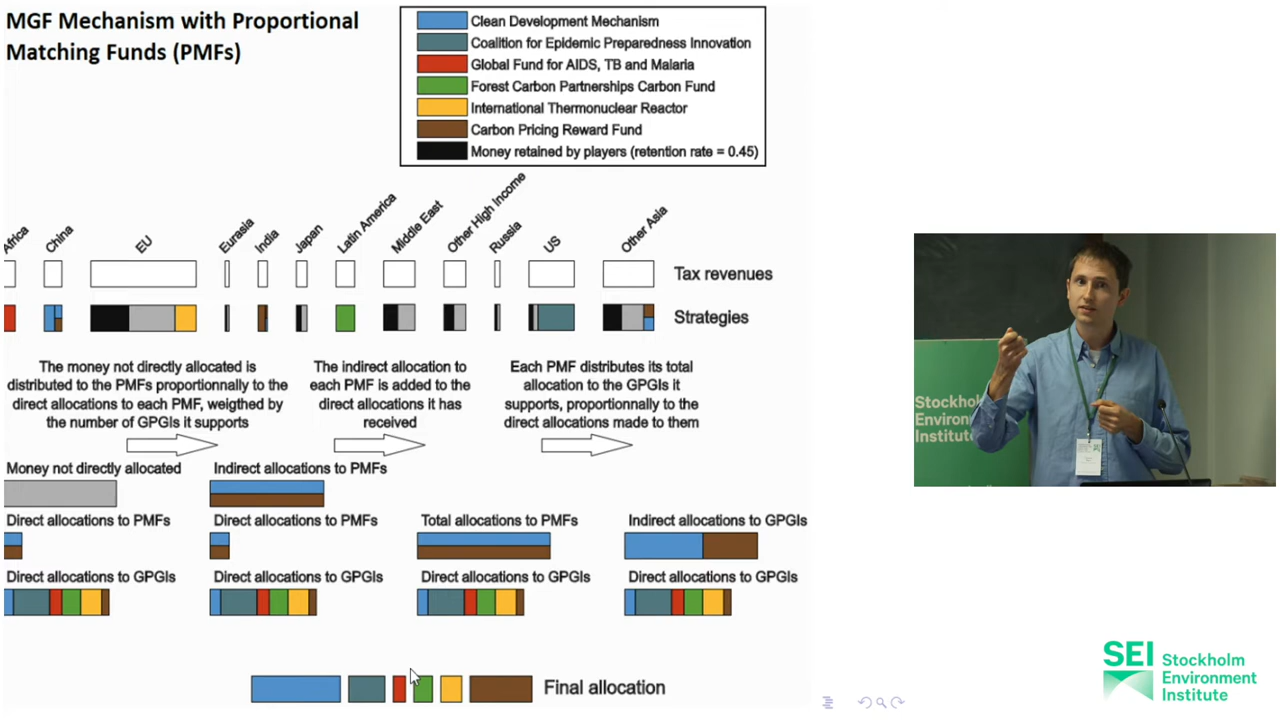 MGF Mechanism with Proportional
Matching Funds (PMFs)
Clean Development Mechanism
Coalition for Epidemic Preparedness Innovation
Global Fund for AIDS, TB and Malaria
Forest Carbon Partnerships Carbon Fund
International Thermonuclear Reactor
Carbon Pricing Reward Fund
Money retained by players (retention rate = 0.45)
Africa
China
EU
Eurasia
India
Japan
Latin America
Middle East
Other High Income
Russia
US
Other Asia
Tax revenues
Strategies
The money not directly allocated is
distributed to the PMFs proportionnally to the
direct allocations to each PMF, weigthed by
the number of GPGIs it supports
The indirect allocation to
each PMF is added to the
direct allocations it has
received
Each PMF distributes its total
allocation to the GPGIs it
supports, proportionnally to the
direct allocations made to them
Money not directly allocated
Indirect allocations to PMFs
Direct allocations to PMFs
Direct allocations to PMFs
Total allocations to PMFs
Indirect allocations to GPGIs
Direct allocations to GPGIs
Direct allocations to GPGIs
Direct allocations to GPGIs
Direct allocations to GPGIs
Final allocation
Stockholm
Environment
Institute
SEI Stockholm
Environment
Institute